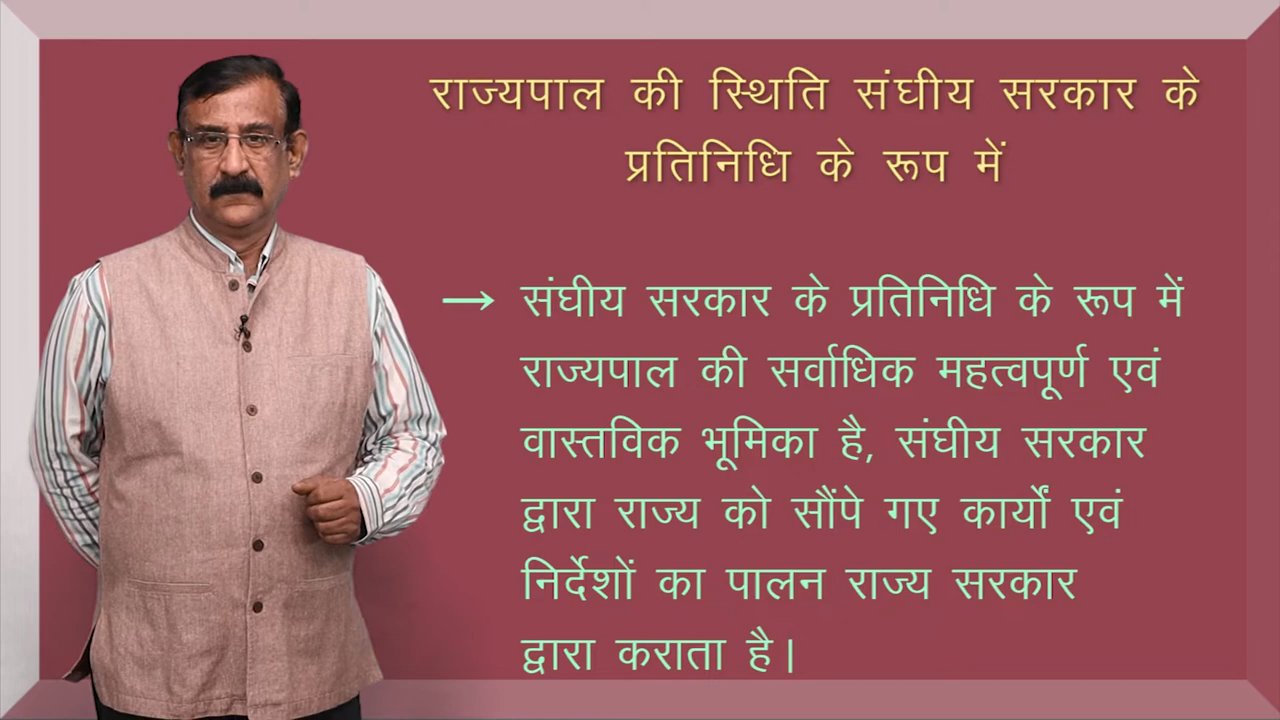 राज्यपाल की स्थिति संघीय सरकार के
प्रतिनिधि के रूप में
→ संघीय सरकार के प्रतिनिधि के रूप में
राज्यपाल की सर्वाधिक महत्वपूर्ण एवं
वास्तविक भूमिका है, संघीय सरकार
द्वारा राज्य को सौंपे गए कार्यों एवं
निर्देशों का पालन राज्य सरकार
द्वारा कराता है।